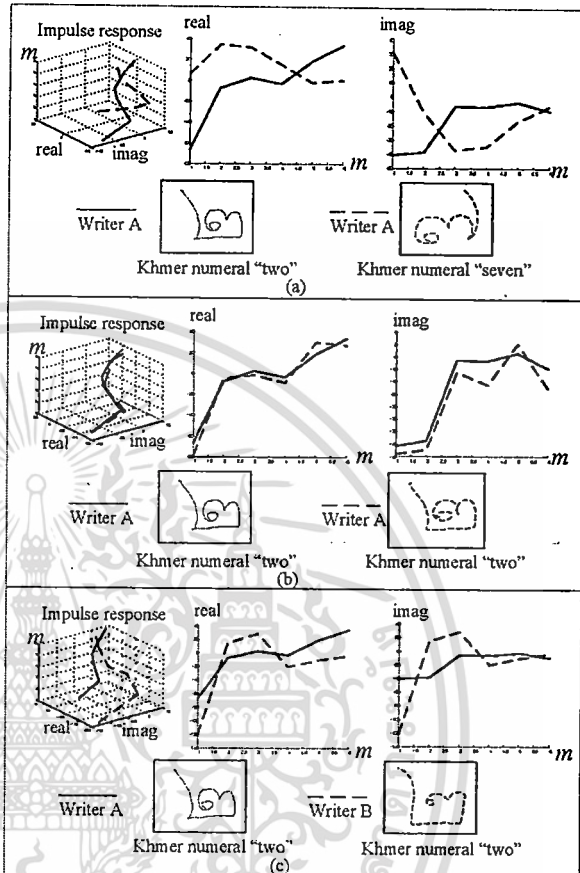 Impulse response
real
imag
m
real
imag
m
m
Writer A
Writer A
Khmer numeral “two”
Khmer numeral “seven”
(a)
Impulse response
real
imag
m
real
imag
m
m
Writer A
Writer A
Khmer numeral “two”
Khmer numeral “two”
(b)
Impulse response
real
imag
m
real
imag
m
m
Writer A
Writer B
Khmer numeral “two”
Khmer numeral “two”
(c)